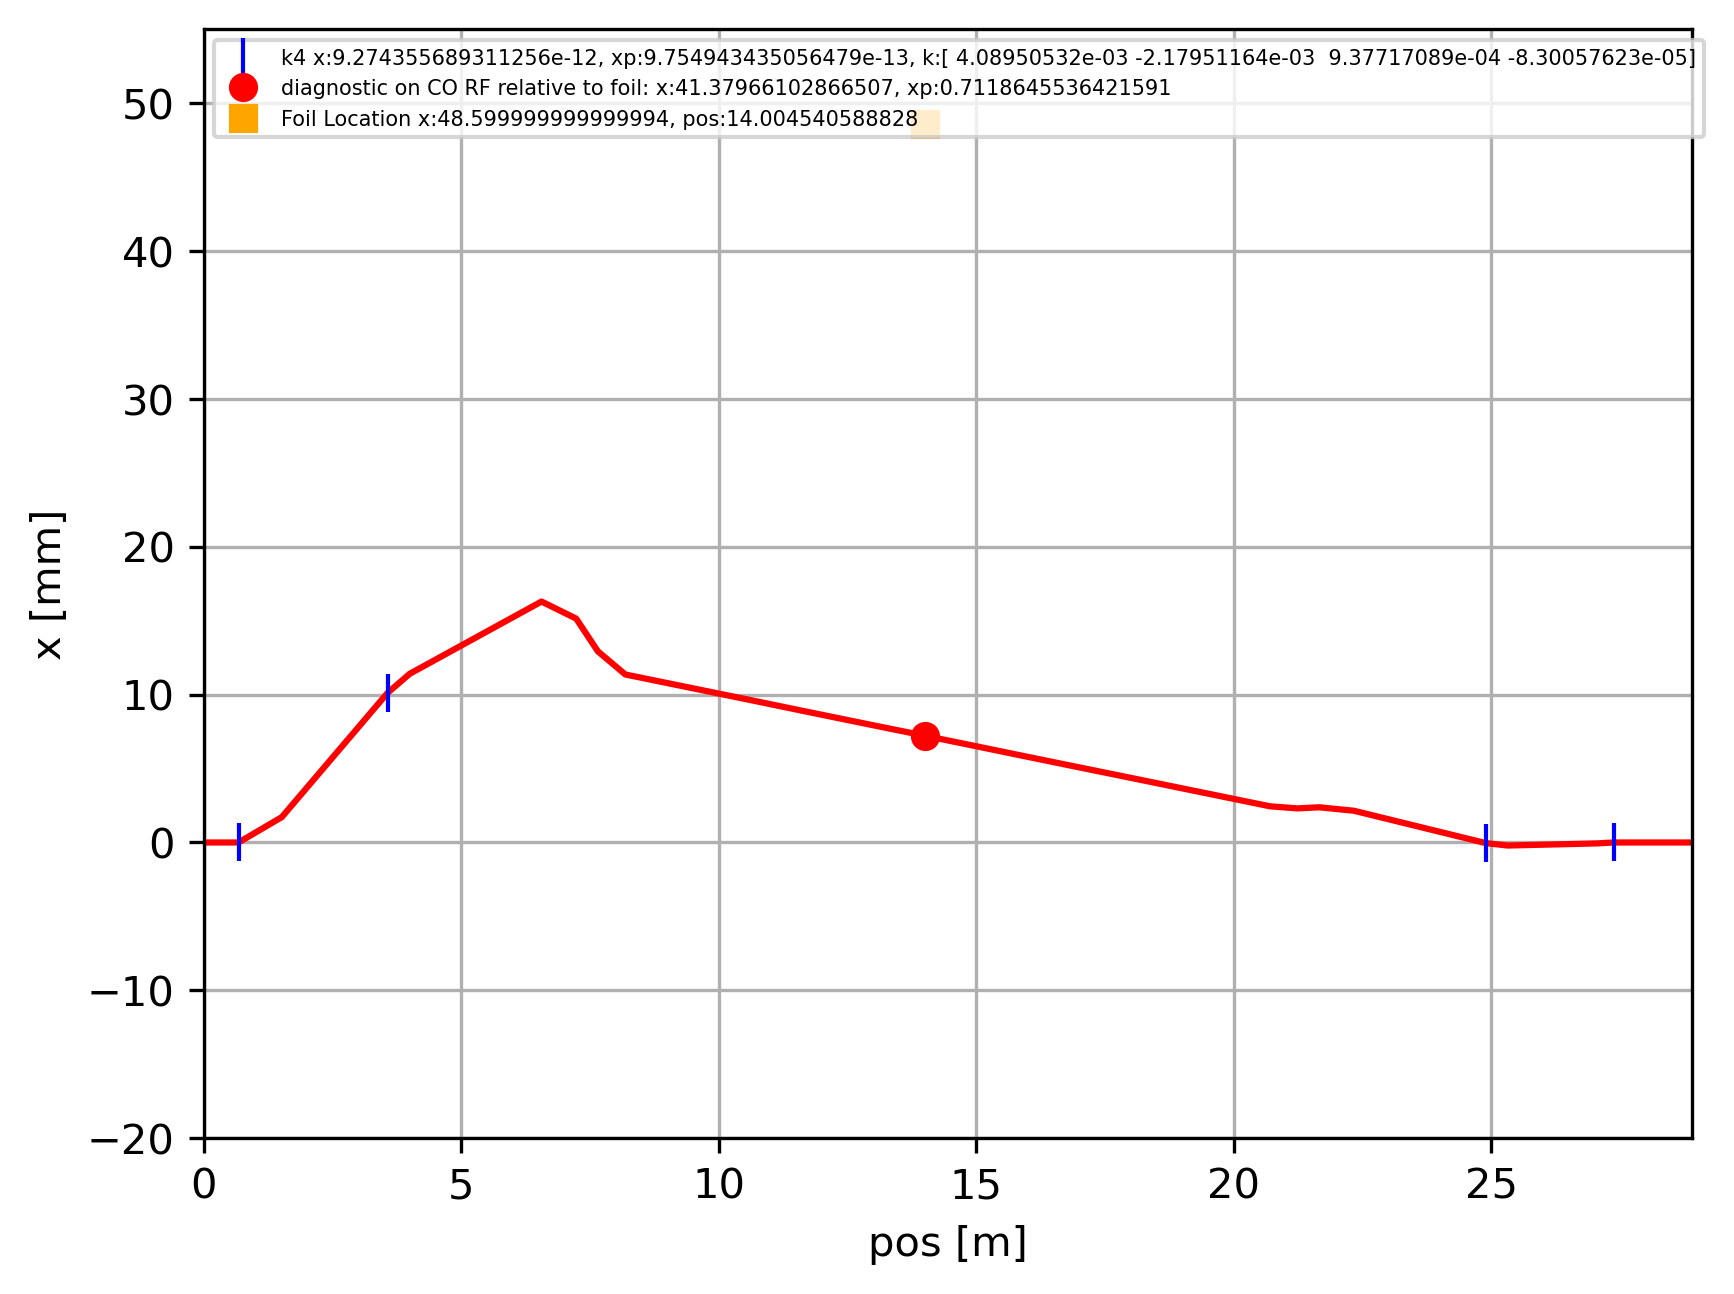 k4 x:9.274355689311256e-12, xp:9.754943435056479e-13, k:[ 4.08950532e-03 -2.17951164e-03  9.37717089e-04 -8.30057623e-05]
diagnostic on CO RF relative to foil: x:41.37966102866507, xp:0.7118645536421591
Foil Location x:48.599999999999994, pos:14.004540588828
50
40
30
20
10
0
−10
−20
x [mm]
0 5 10 15 20 25
pos [m]